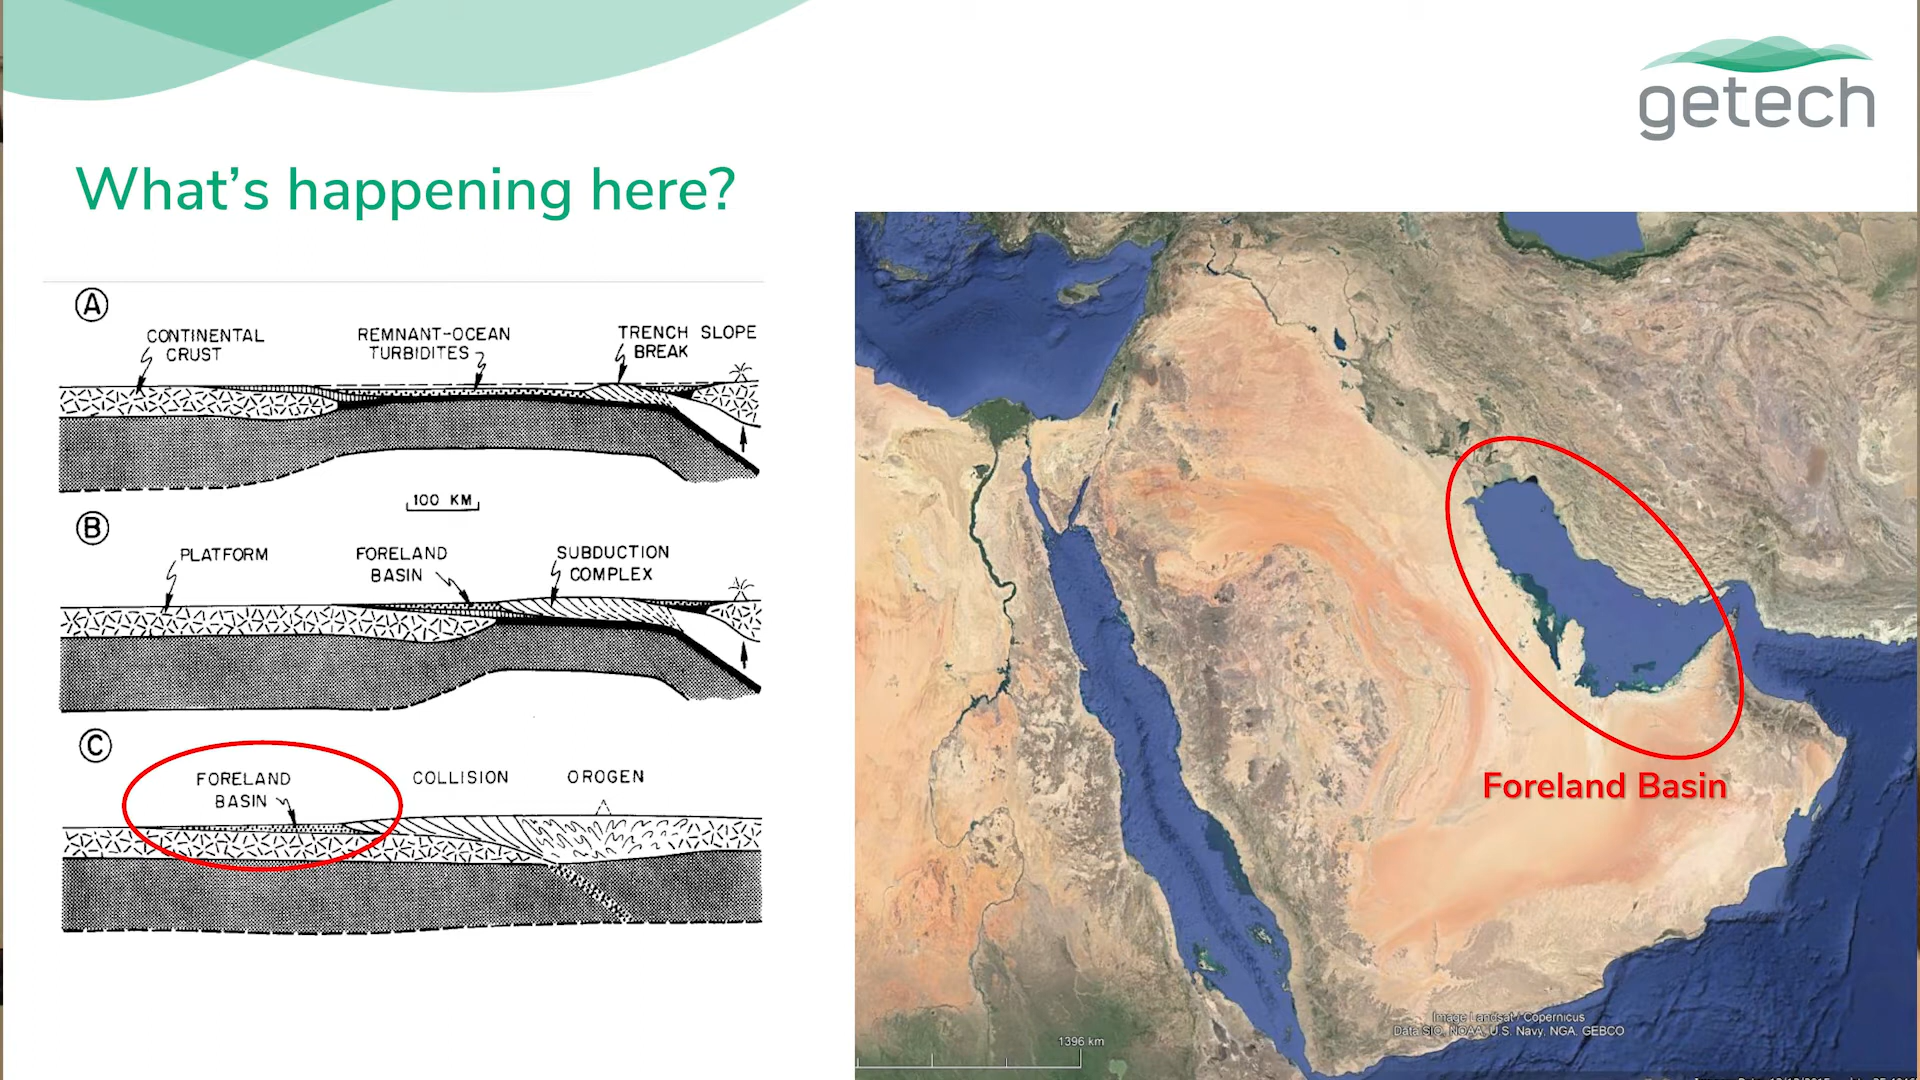 getech
What's happening here?
A
CONTINENTAL
CRUST
REMNANT-OCEAN
TURBIDITES
TRENCH SLOPE
BREAK
100 KM
B
PLATFORM
FORELAND
BASIN
SUBDUCTION
COMPLEX
C
FORELAND
BASIN
COLLISION OROGEN
Foreland Basin
Image Landsat / Copernicus
Data SIO, NOAA, U.S. Navy, NGA, GEBCO
1396 km